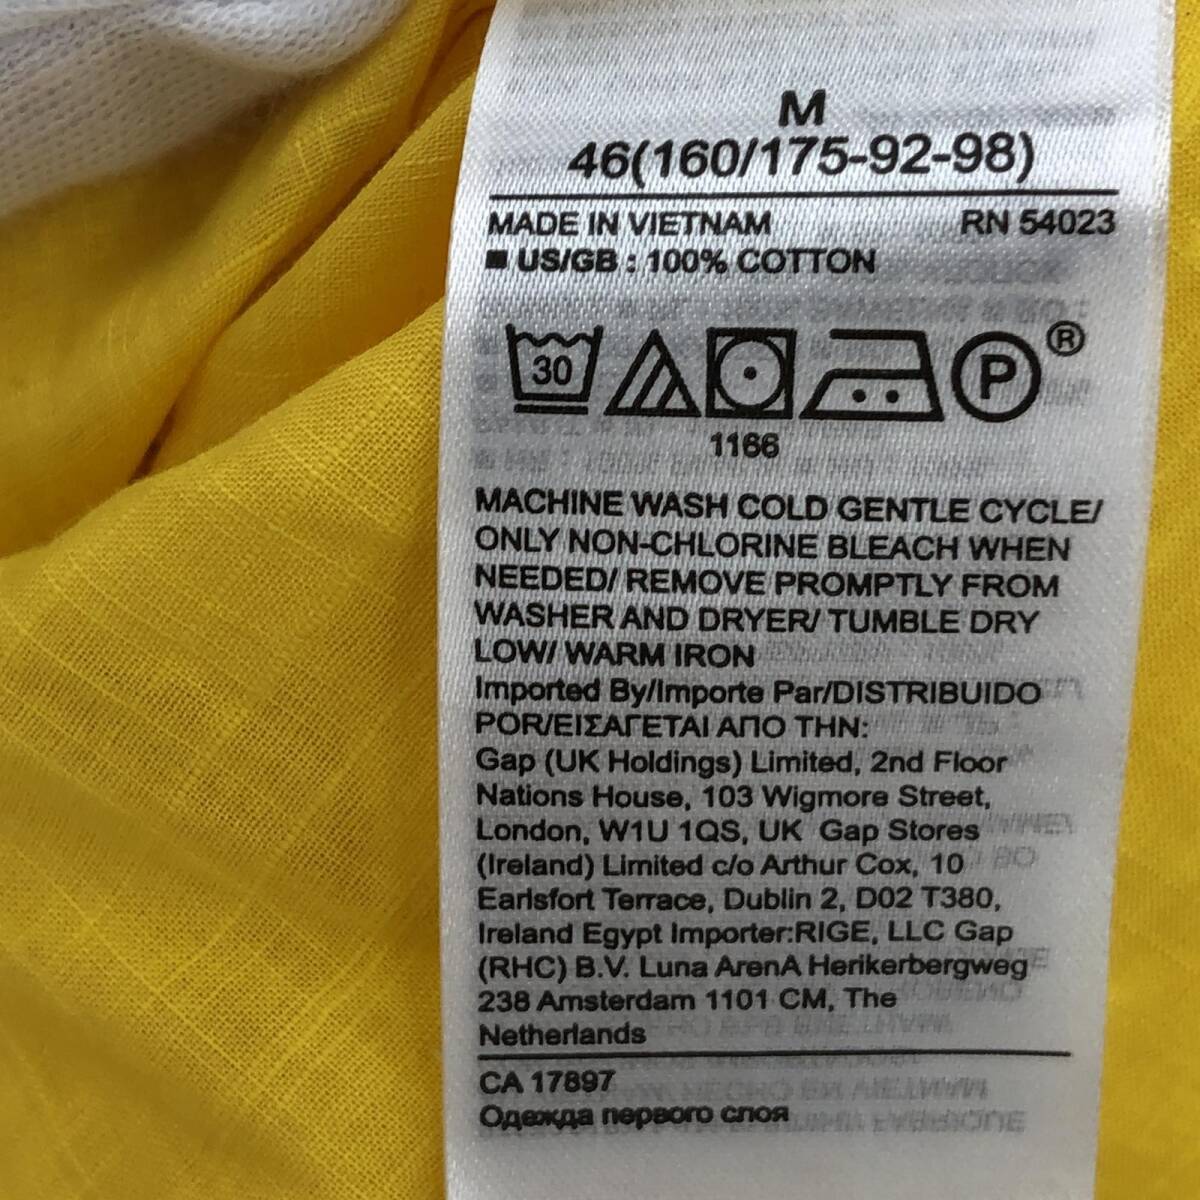 M
46(160/175-92-98)
MADE IN VIETNAM RN 54023
■ US/GB : 100% COTTON
30 P ®
1166
MACHINE WASH COLD GENTLE CYCLE/
ONLY NON-CHLORINE BLEACH WHEN
NEEDED/ REMOVE PROMPTLY FROM
WASHER AND DRYER/ TUMBLE DRY
LOW/ WARM IRON
Imported By/Importe Par/DISTRIBUIDO
POR/ΕΙΣΑΓΕΤΑΙ ΑΠΟ ΤΗΝ:
Gap (UK Holdings) Limited, 2nd Floor
Nations House, 103 Wigmore Street,
London, W1U 1QS, UK Gap Stores
(Ireland) Limited c/o Arthur Cox, 10
Earlsfort Terrace, Dublin 2, D02 T380,
Ireland Egypt Importer:RIGE, LLC Gap
(RHC) B.V. Luna ArenA Herikerbergweg
238 Amsterdam 1101 CM, The
Netherlands
CA 17897
Одежда первого слоя